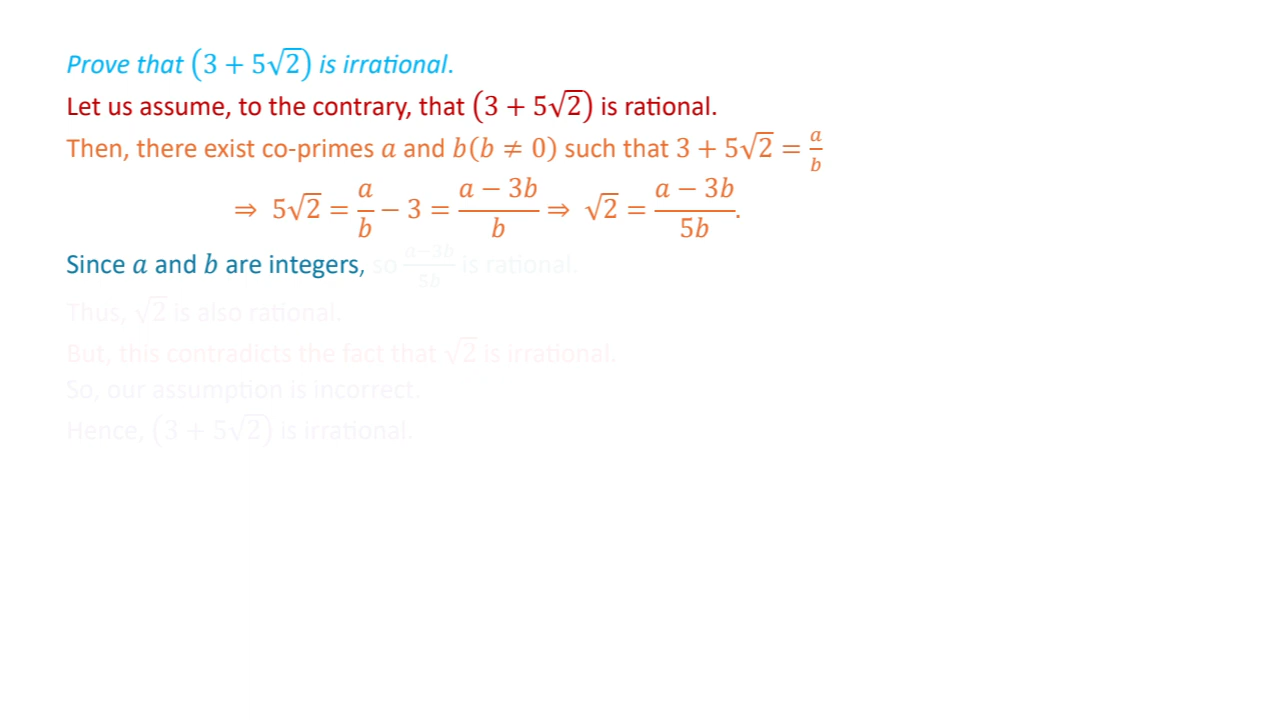 Prove that (3 + 5√2) is irrational.
Let us assume, to the contrary, that (3 + 5√2) is rational.
Then, there exist co-primes a and b(b ≠ 0) such that 3 + 5√2 = a/b
⇒ 5√2 = a/b − 3 = (a − 3b)/b ⇒ √2 = (a − 3b)/5b.
Since a and b are integers, so (a−3b)/5b is rational.
Thus, √2 is also rational.
But, this contradicts the fact that √2 is irrational.
So, our assumption is incorrect.
Hence, (3 + 5√2) is irrational.